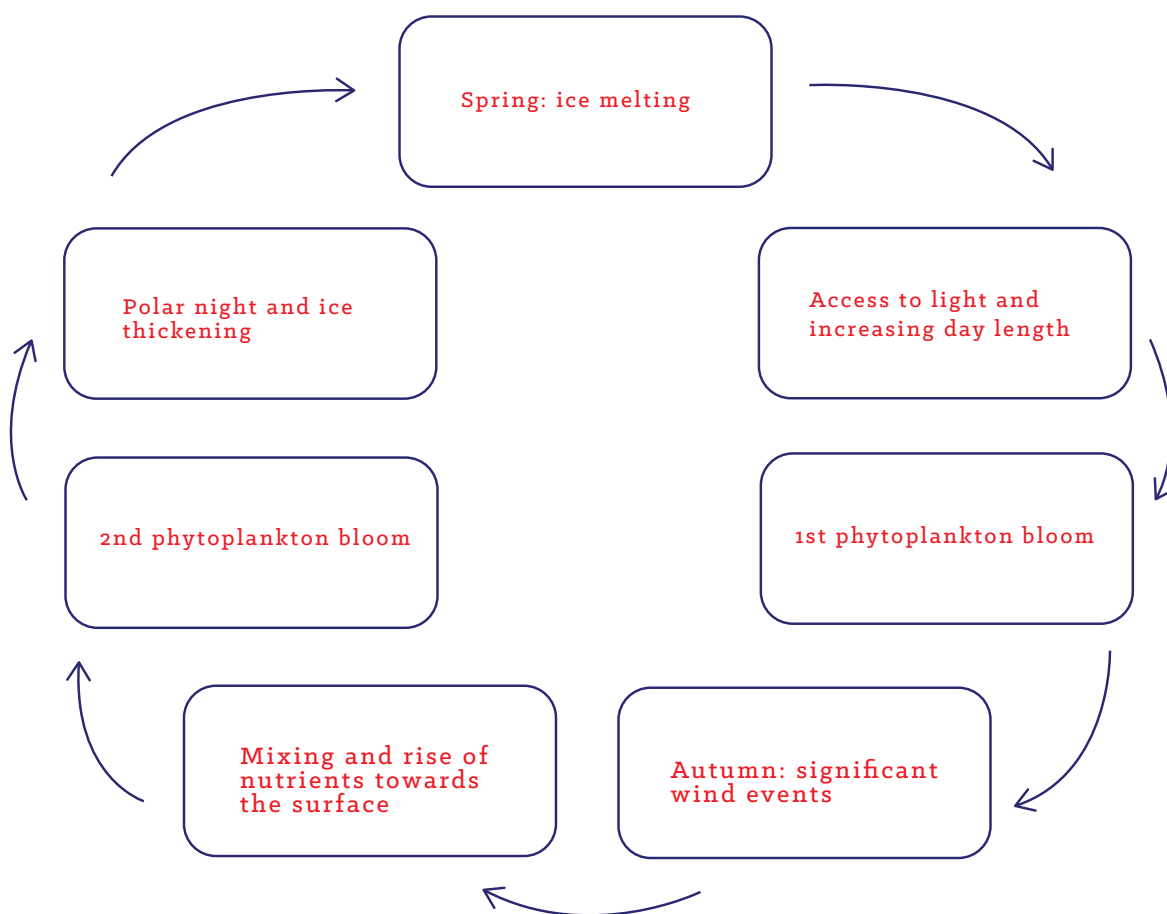 Spring: ice melting
Access to light and
increasing day length
1st phytoplankton bloom
Autumn: significant
wind events
Mixing and rise of
nutrients towards
the surface
2nd phytoplankton bloom
Polar night and ice
thickening